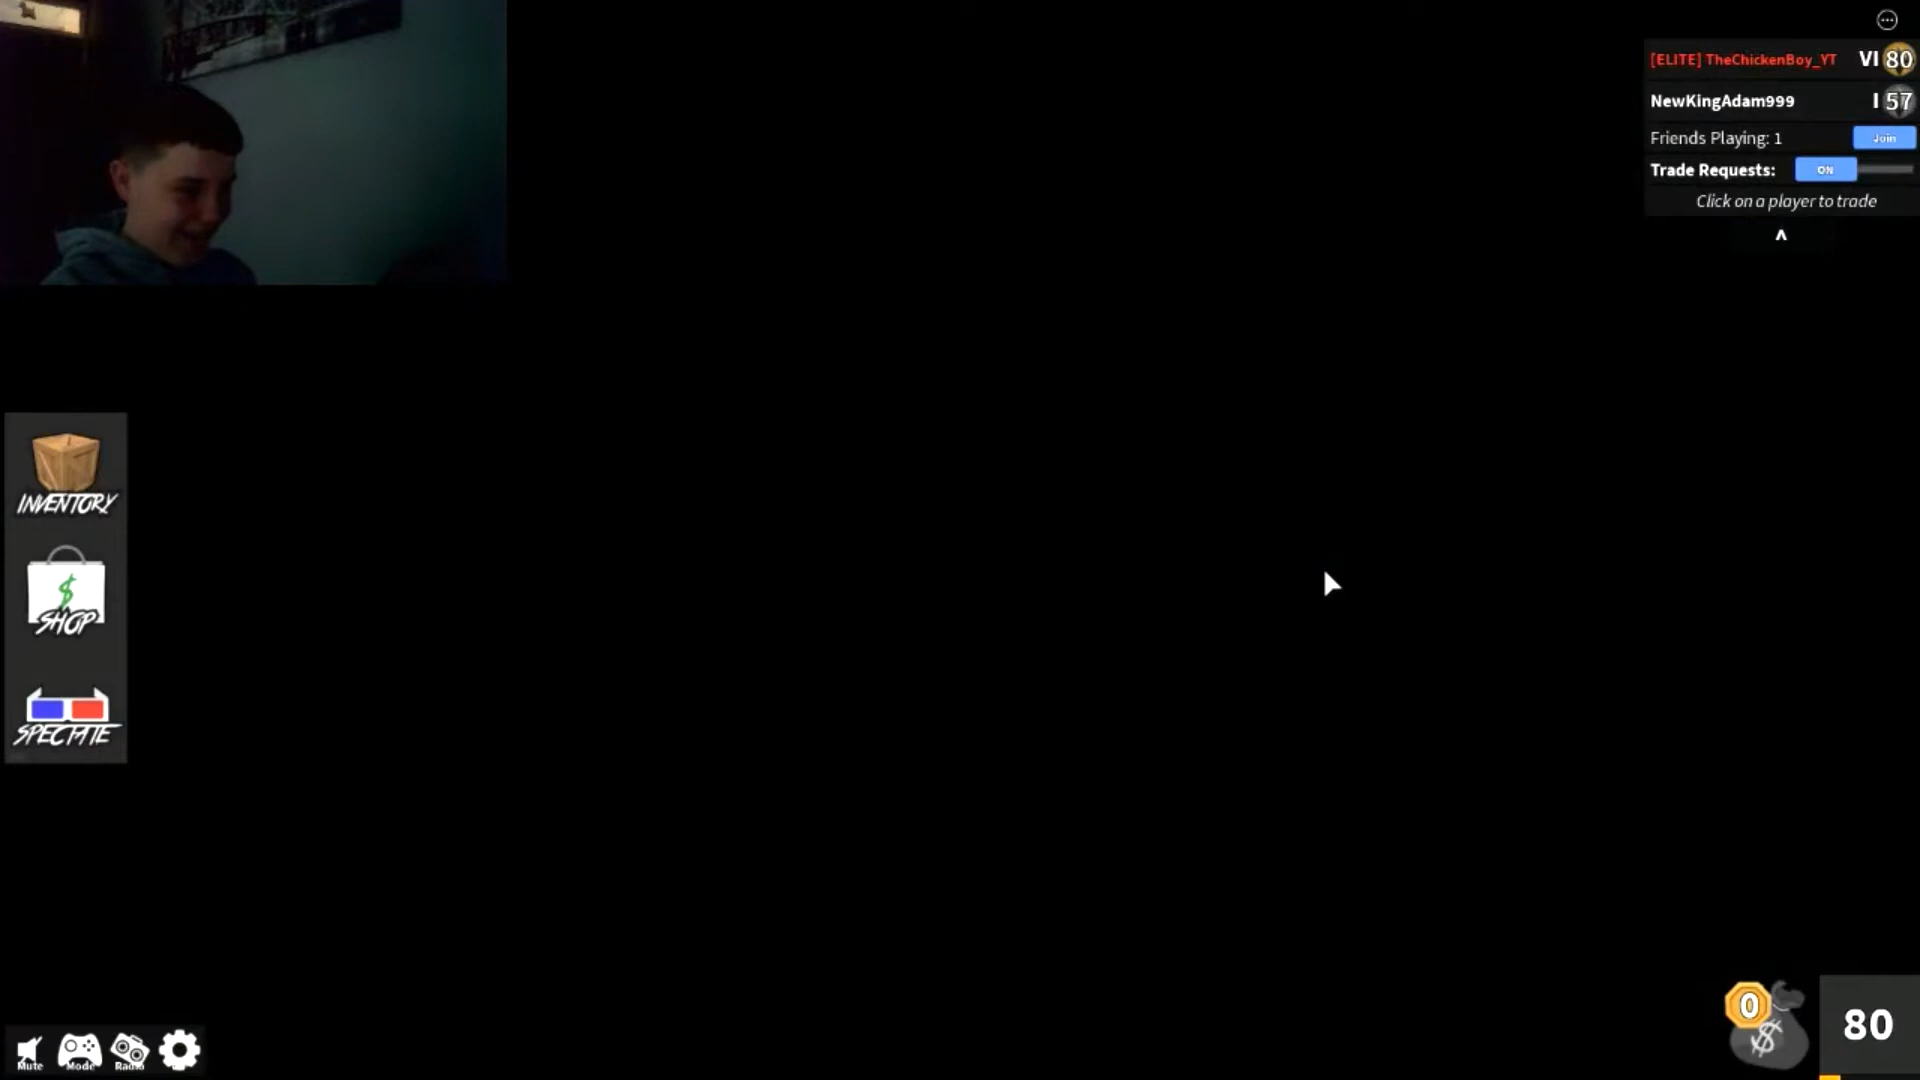 [ELITE] TheChickenBoy_YT VI 80
NewKingAdam999 I 57
Friends Playing: 1 Join
Trade Requests: ON
Click on a player to trade
INVENTORY
$
SHOP
SPECTATE
0
$
80
Mute Mode Radio